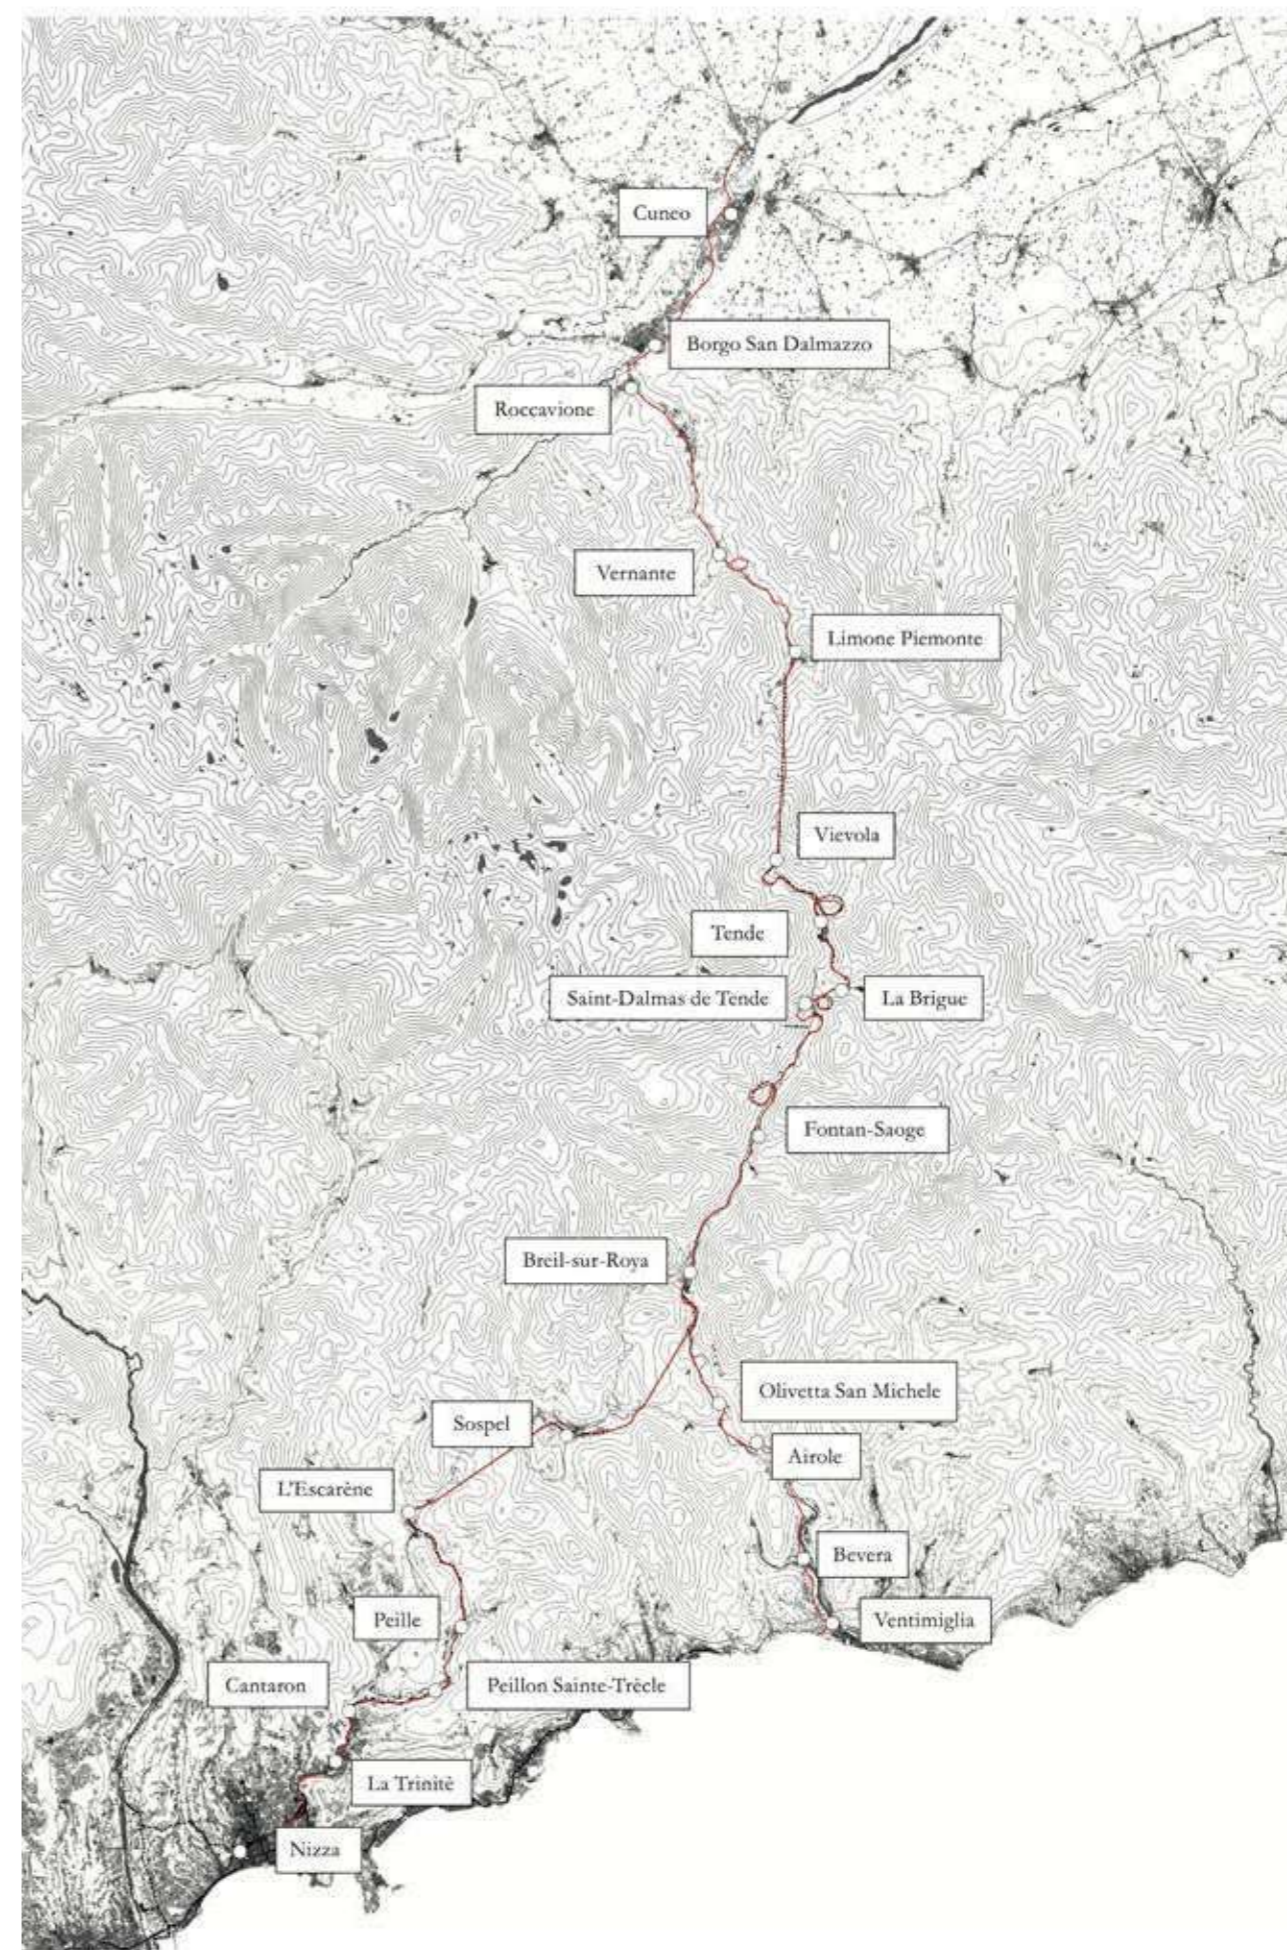 Cuneo
Borgo San Dalmazzo
Roccavione
Vernante
Limone Piemonte
Vievola
Tende
Saint-Dalmas de Tende
La Brigue
Fontan-Saoge
Breil-sur-Roya
Olivetta San Michele
Sospel
Airole
L'Escarène
Bevera
Peille
Ventimiglia
Cantaron
Peillon Sainte-Trècle
La Trinitè
Nizza